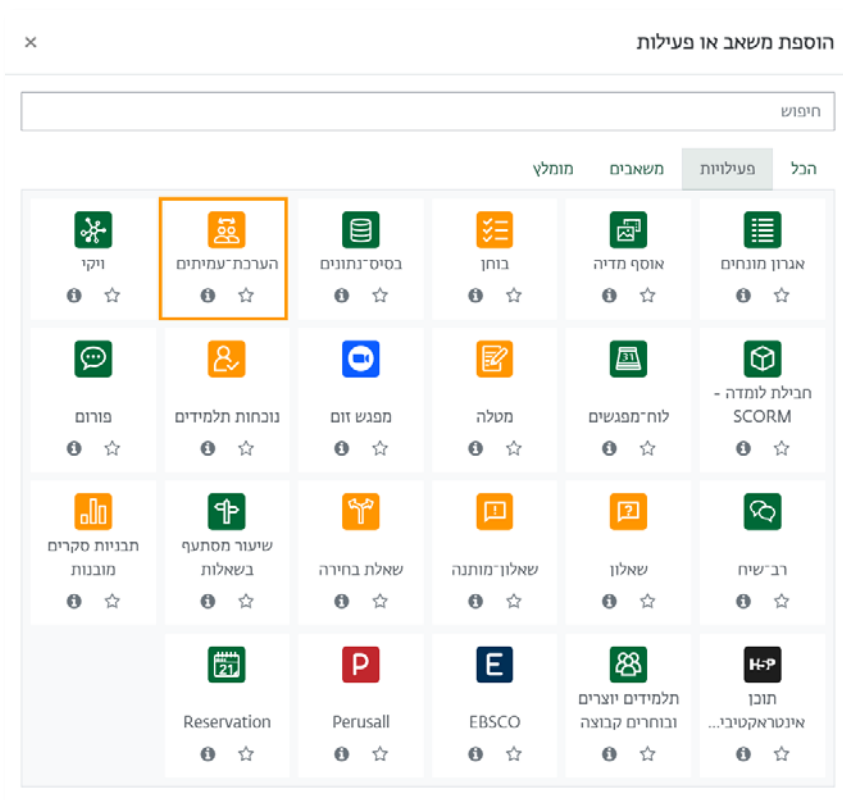 הוספת משאב או פעילות
×
חיפוש
הכל פעילויות משאבים מומלץ
אגרון מונחים
אוסף מדיה
בוחן
בסיס־נתונים
הערכת־עמיתים
ויקי
חבילת לומדה -
SCORM
לוח־מפגשים
31
מטלה
מפגש זום
נוכחות תלמידים
פורום
רב־שיח
שאלון
שאלון־מותנה
שאלת בחירה
שיעור מסתעף
בשאלות
תבניות סקרים
מובנות
H-P
תוכן
אינטראקטיבי...
תלמידים יוצרים
ובוחרים קבוצה
E
EBSCO
P
Perusall
21
Reservation